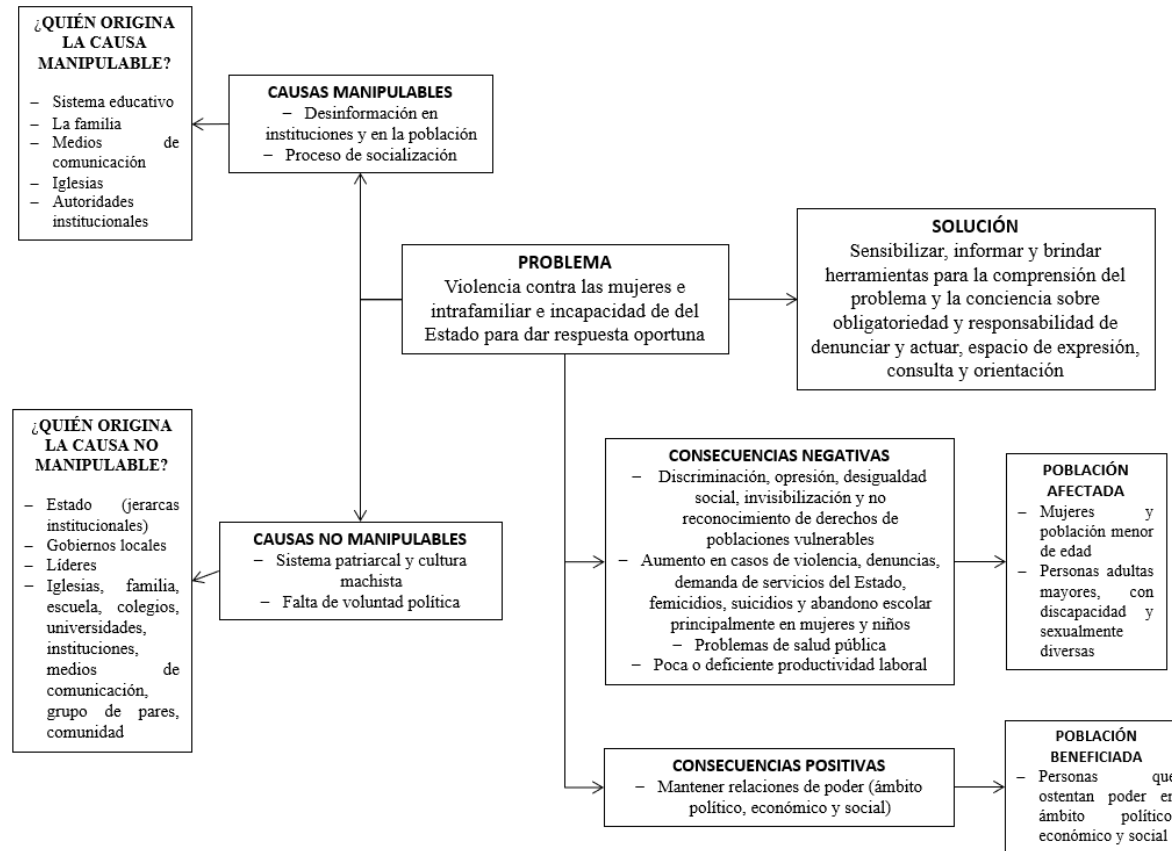 ¿QUIÉN ORIGINA
LA CAUSA
MANIPULABLE?
– Sistema educativo
– La familia
– Medios de
comunicación
– Iglesias
– Autoridades
institucionales
CAUSAS MANIPULABLES
– Desinformación en
instituciones y en la población
– Proceso de socialización
PROBLEMA
Violencia contra las mujeres e
intrafamiliar e incapacidad de del
Estado para dar respuesta oportuna
SOLUCIÓN
Sensibilizar, informar y brindar
herramientas para la comprensión del
problema y la conciencia sobre
obligatoriedad y responsabilidad de
denunciar y actuar, espacio de expresión,
consulta y orientación
¿QUIÉN ORIGINA
LA CAUSA NO
MANIPULABLE?
– Estado (jerarcas
institucionales)
– Gobiernos locales
– Líderes
– Iglesias, familia,
escuela, colegios,
universidades,
instituciones,
medios de
comunicación,
grupo de pares,
comunidad
CAUSAS NO MANIPULABLES
– Sistema patriarcal y cultura
machista
– Falta de voluntad política
CONSECUENCIAS NEGATIVAS
– Discriminación, opresión, desigualdad
social, invisibilización y no
reconocimiento de derechos de
poblaciones vulnerables
– Aumento en casos de violencia, denuncias,
demanda de servicios del Estado,
femicidios, suicidios y abandono escolar
principalmente en mujeres y niños
– Problemas de salud pública
– Poca o deficiente productividad laboral
POBLACIÓN
AFECTADA
– Mujeres y
población menor
de edad
– Personas adultas
mayores, con
discapacidad y
sexualmente
diversas
CONSECUENCIAS POSITIVAS
– Mantener relaciones de poder (ámbito
político, económico y social)
POBLACIÓN
BENEFICIADA
– Personas que
ostentan poder en
ámbito político
económico y social